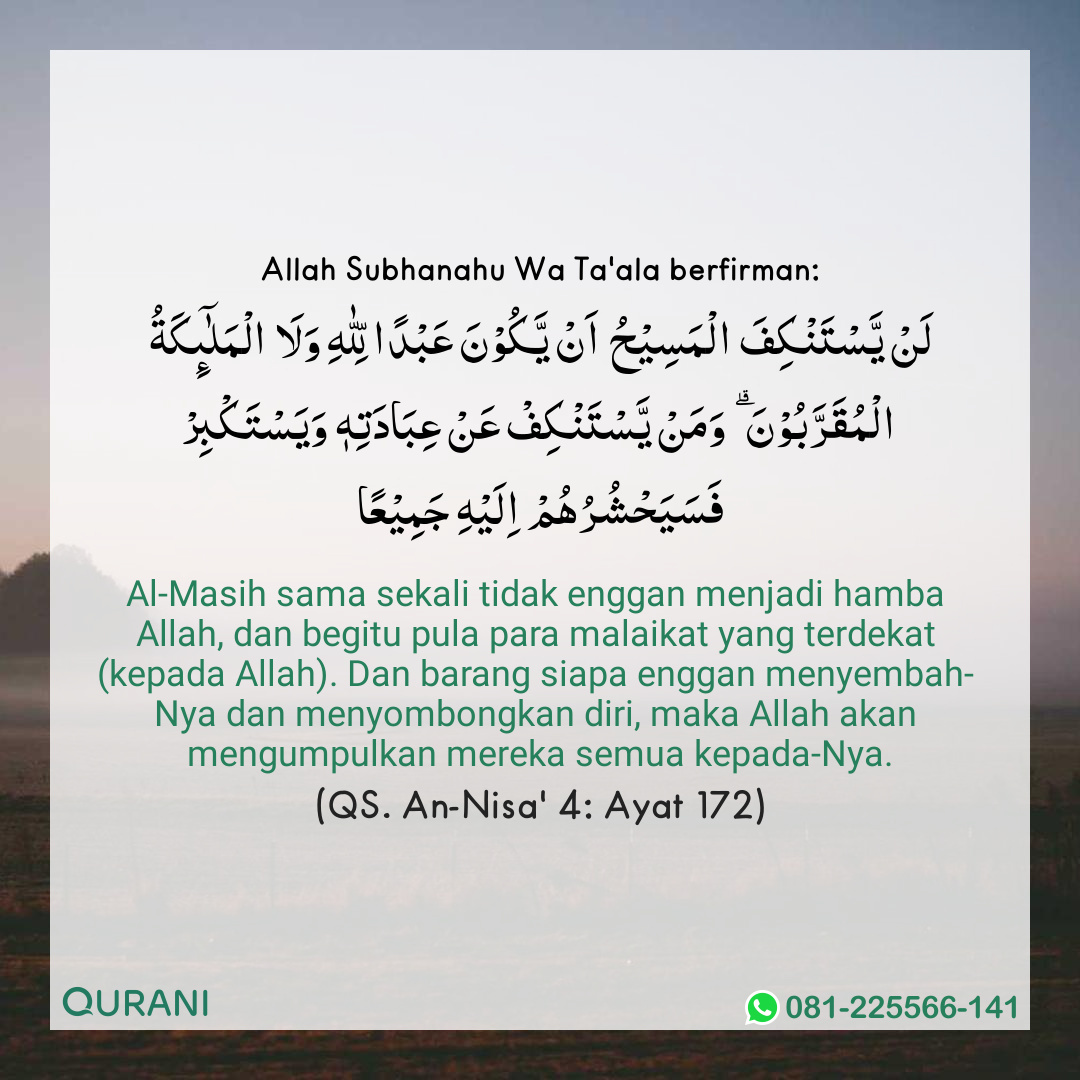 Allah Subhanahu Wa Ta'ala berfirman:
لَنْ يَّسْتَنْكِفَ الْمَسِيْحُ اَنْ يَّكُوْنَ عَبْدًا لِّلّٰهِ وَلَا الْمَلٰٓئِكَةُ
الْمُقَرَّبُوْنَ ۗ وَمَنْ يَّسْتَنْكِفْ عَنْ عِبَا دَتِهٖ وَيَسْتَكْبِرْ
فَسَيَحْشُرُهُمْ اِلَيْهِ جَمِيْعًا
Al-Masih sama sekali tidak enggan menjadi hamba
Allah, dan begitu pula para malaikat yang terdekat
(kepada Allah). Dan barang siapa enggan menyembah-
Nya dan menyombongkan diri, maka Allah akan
mengumpulkan mereka semua kepada-Nya.
(QS. An-Nisa' 4: Ayat 172)
QURANI
081-225566-141